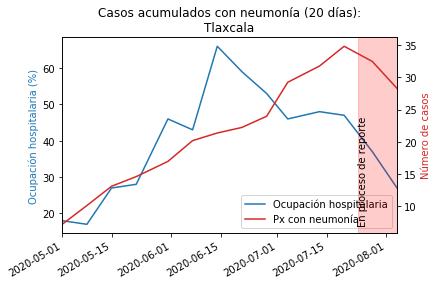 Casos acumulados con neumonía (20 días):
Tlaxcala
Ocupación hospitalaria (%)
60
50
40
30
20
35
30
25
20
15
10
Número de casos
En proceso de reporte
Ocupación hospitalaria
Px con neumonía
2020-05-01
2020-05-15
2020-06-01
2020-06-15
2020-07-01
2020-07-15
2020-08-01